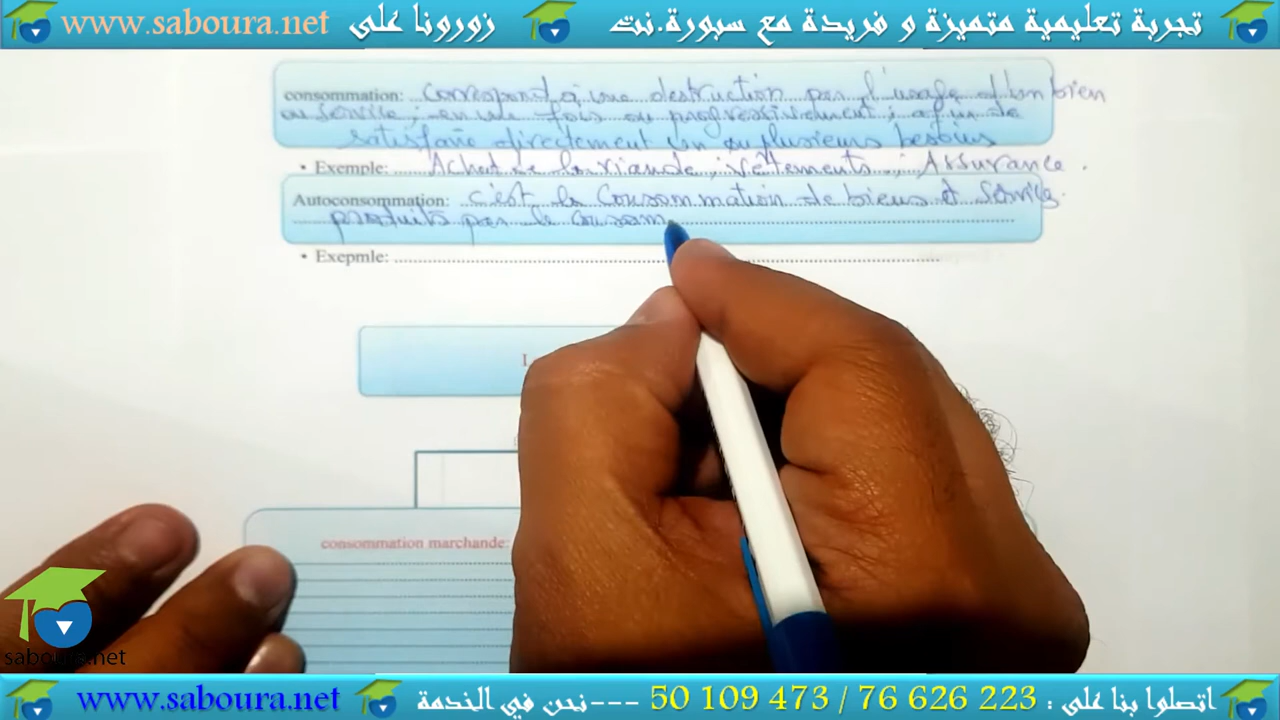 www.saboura.net زورونا على تجربة تعليمية متميزة و فريدة مع سبورة.نت
consommation: correspond à une destruction par l'usage d'un bien
ou service ; en une fois ou progressivement ; afin de
satisfaire directement un ou plusieurs besoins
• Exemple: Achat de la viande ; vêtements ; Assurance .
Autoconsommation: c'est la Consommation de biens et Service
produits par le Consom
• Exepmle:
consommation marchande:
saboura.net
www.saboura.net اتصلوا بنا على : 50 109 473 / 76 626 223 ---نحن في الخدمة